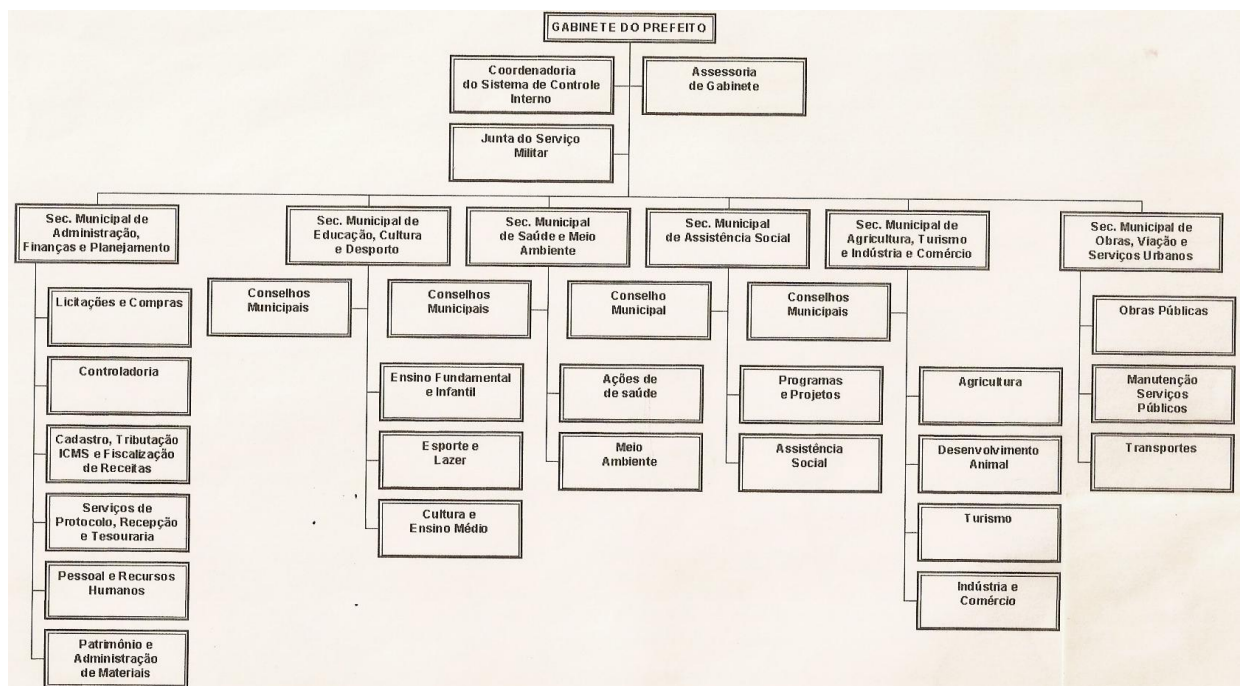 GABINETE DO PREFEITO
Coordenadoria
do Sistema de Controle
Interno
Assessoria
de Gabinete
Junta do Serviço
Militar
Sec. Municipal de
Administração,
Finanças e Planejamento
Sec. Municipal de
Educação, Cultura
e Desporto
Sec. Municipal
de Saúde e Meio
Ambiente
Sec. Municipal
de Assistência Social
Sec. Municipal de
Agricultura, Turismo
e Indústria e Comércio
Sec. Municipal de
Obras, Viação e
Serviços Urbanos
Licitações e Compras
Controladoria
Cadastro, Tributação
ICMS e Fiscalização
de Receitas
Serviços de
Protocolo, Recepção
e Tesouraria
Pessoal e Recursos
Humanos
Patrimônio e
Administração
de Materiais
Conselhos
Municipais
Ensino Fundamental
e Infantil
Esporte e
Lazer
Cultura e
Ensino Médio
Conselhos
Municipais
Ações de
de saúde
Meio
Ambiente
Conselho
Municipal
Programas
e Projetos
Assistência
Social
Conselhos
Municipais
Agricultura
Desenvolvimento
Animal
Turismo
Indústria e
Comércio
Obras Públicas
Manutenção
Serviços
Públicos
Transportes